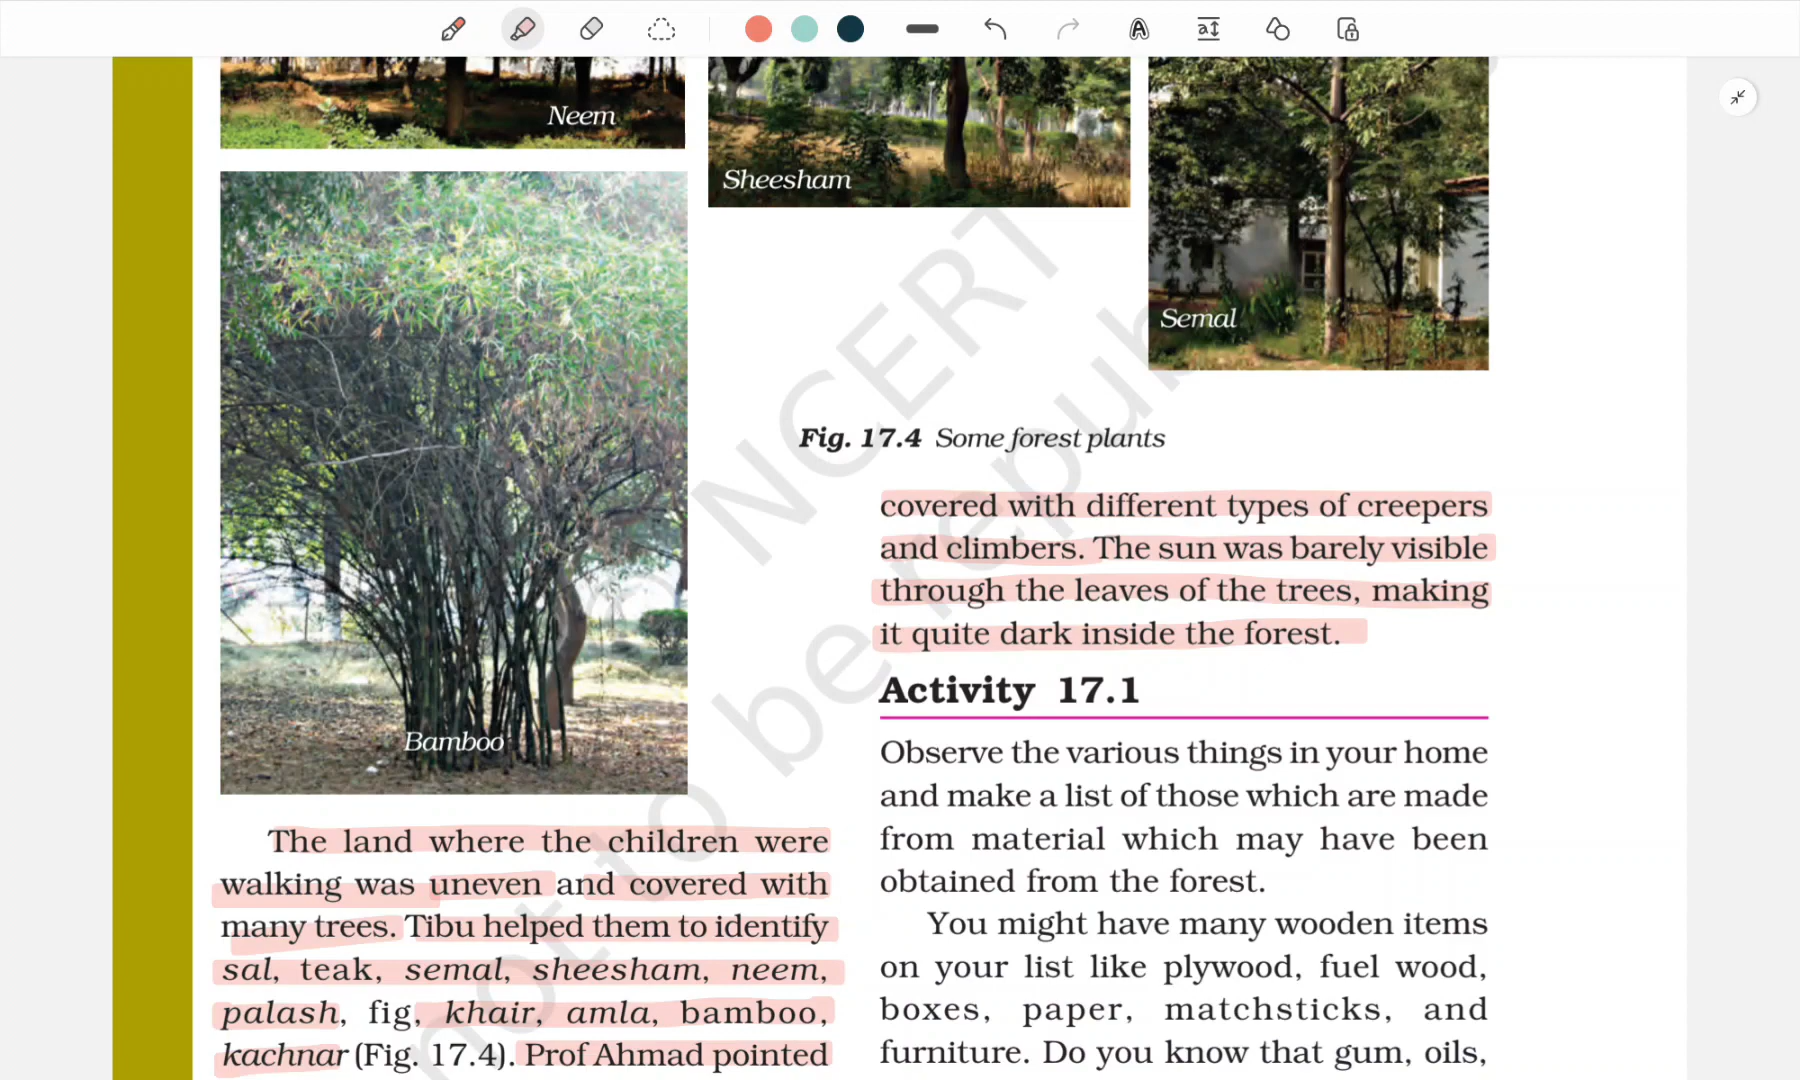 Neem
Sheesham
Semal
Bamboo
Fig. 17.4 Some forest plants
The land where the children were
walking was uneven and covered with
many trees. Tibu helped them to identify
sal, teak, semal, sheesham, neem,
palash, fig, khair, amla, bamboo,
kachnar (Fig. 17.4). Prof Ahmad pointed
covered with different types of creepers
and climbers. The sun was barely visible
through the leaves of the trees, making
it quite dark inside the forest.
Activity 17.1
Observe the various things in your home
and make a list of those which are made
from material which may have been
obtained from the forest.
You might have many wooden items
on your list like plywood, fuel wood,
boxes, paper, matchsticks, and
furniture. Do you know that gum, oils,
NCERT
not to be repub